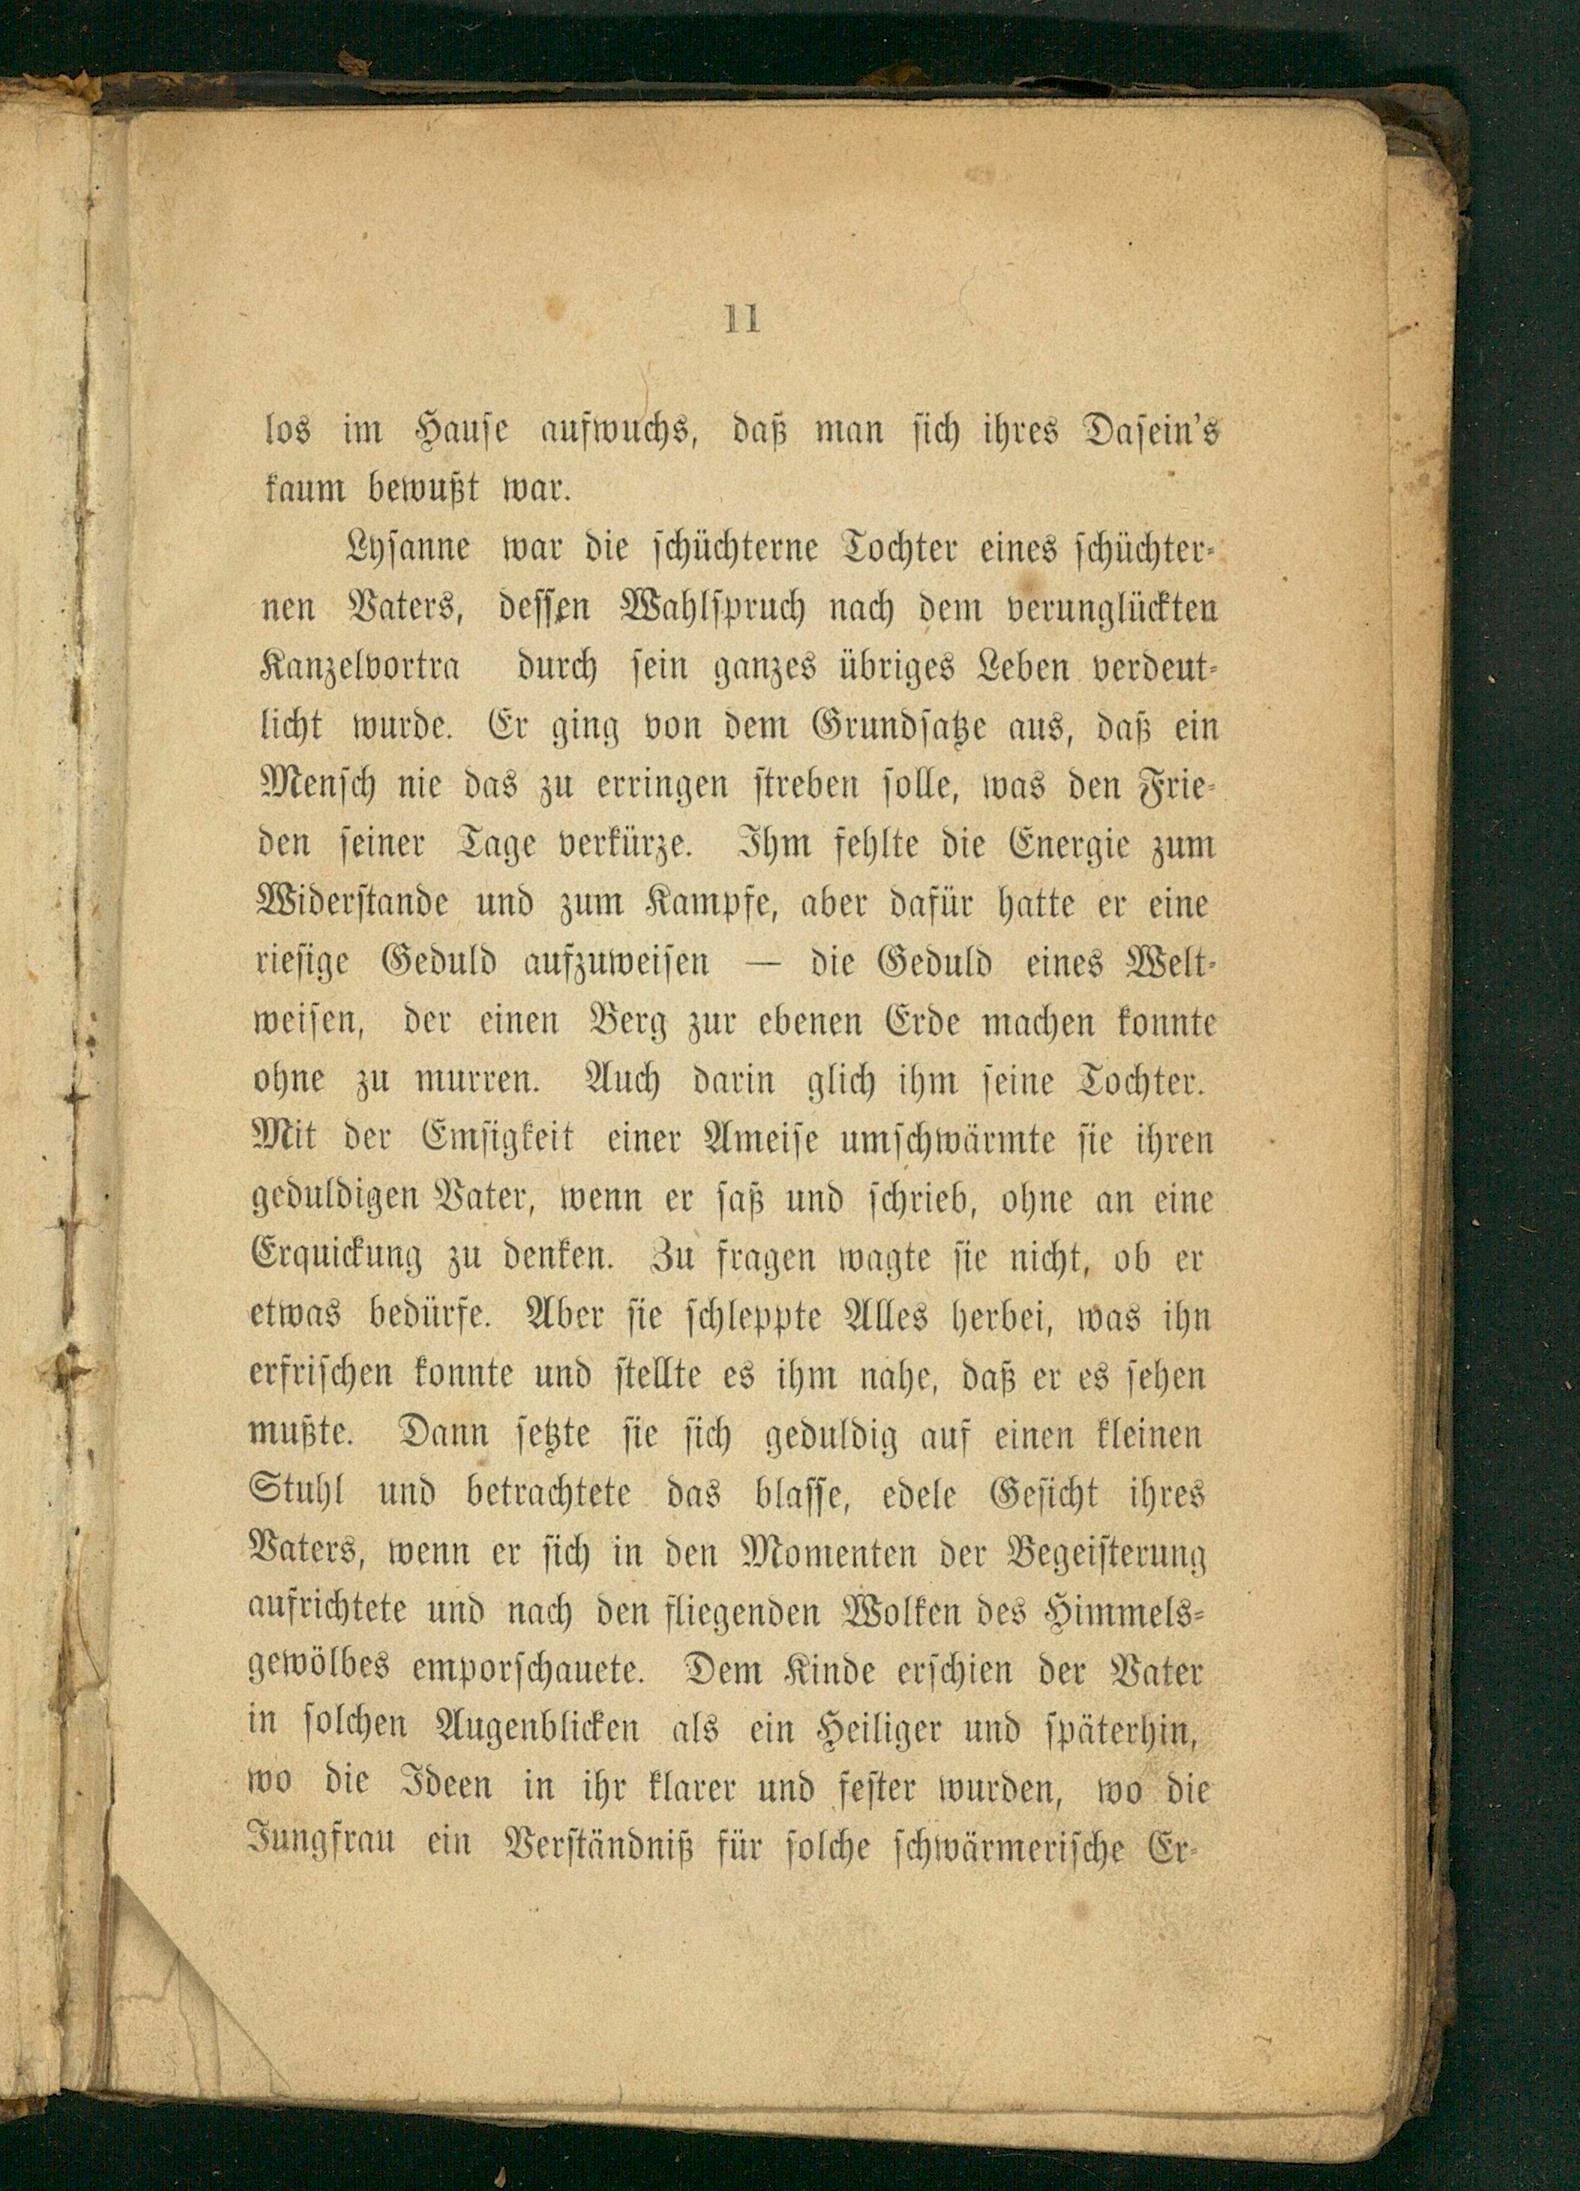 11
los im Hause aufwuchs, daß man sich ihres Dasein's
kaum bewußt war.
Lysanne war die schüchterne Tochter eines schüchter-
nen Vaters, dessen Wahlspruch nach dem verunglückten
Kanzelvortra durch sein ganzes übriges Leben verdeut-
licht wurde. Er ging von dem Grundsatze aus, daß ein
Mensch nie das zu erringen streben solle, was den Frie-
den seiner Tage verkürze. Ihm fehlte die Energie zum
Widerstande und zum Kampfe, aber dafür hatte er eine
riesige Geduld aufzuweisen — die Geduld eines Welt-
weisen, der einen Berg zur ebenen Erde machen konnte
ohne zu murren. Auch darin glich ihm seine Tochter.
Mit der Emsigkeit einer Ameise umschwärmte sie ihren
geduldigen Vater, wenn er saß und schrieb, ohne an eine
Erquickung zu denken. Zu fragen wagte sie nicht, ob er
etwas bedürfe. Aber sie schleppte Alles herbei, was ihn
erfrischen konnte und stellte es ihm nahe, daß er es sehen
mußte. Dann setzte sie sich geduldig auf einen kleinen
Stuhl und betrachtete das blasse, edele Gesicht ihres
Vaters, wenn er sich in den Momenten der Begeisterung
aufrichtete und nach den fliegenden Wolken des Himmels-
gewölbes emporschauete. Dem Kinde erschien der Vater
in solchen Augenblicken als ein Heiliger und späterhin,
wo die Ideen in ihr klarer und fester wurden, wo die
Jungfrau ein Verständniß für solche schwärmerische Er-